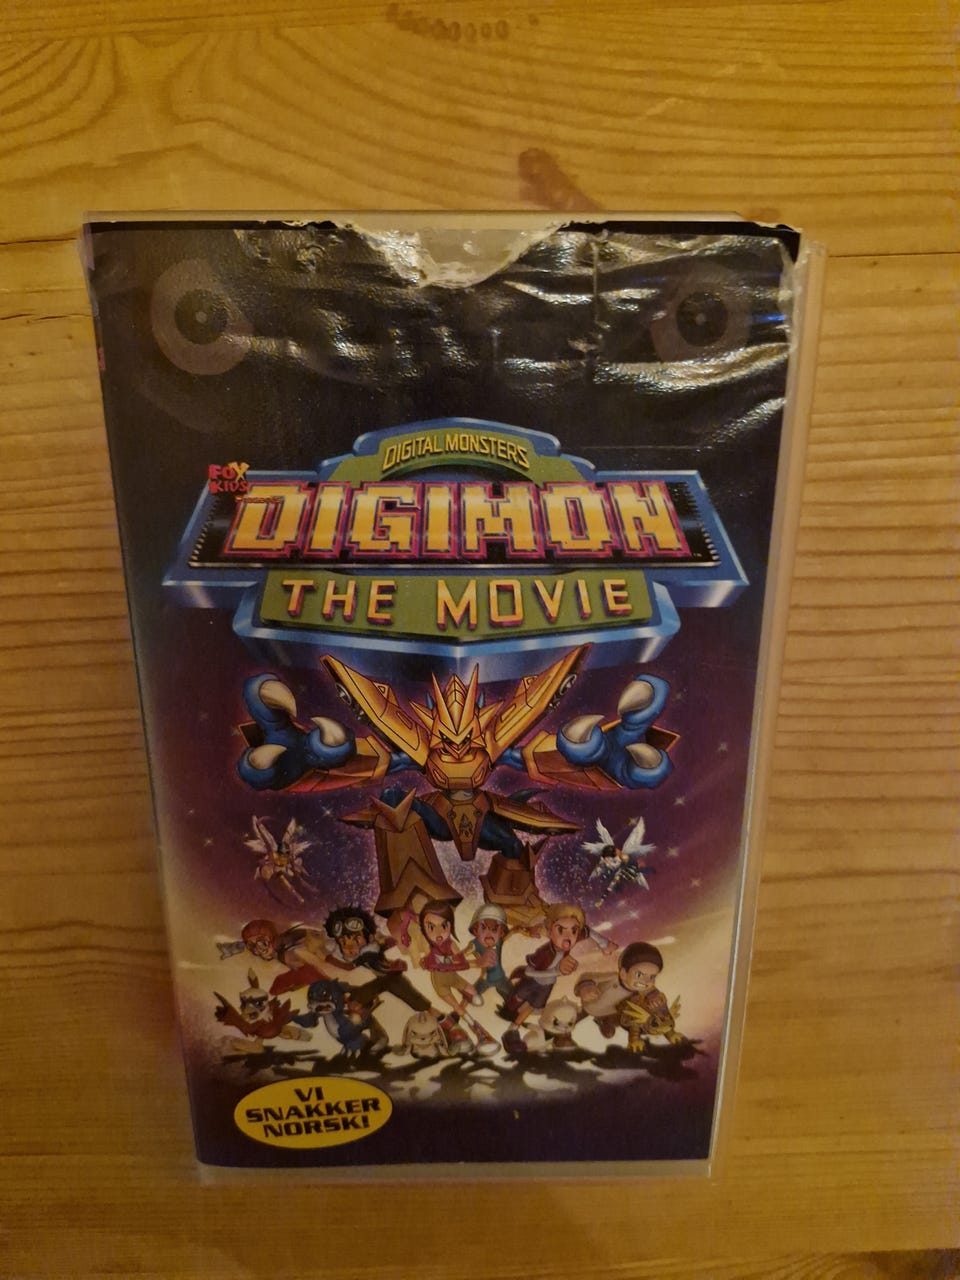 DIGITAL MONSTERS
FOX
KIDS
DIGIMON
THE MOVIE
VI
SNAKKER
NORSK!